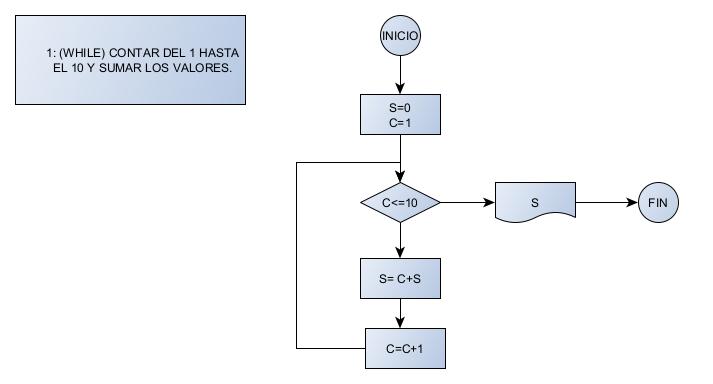 1: (WHILE) CONTAR DEL 1 HASTA
EL 10 Y SUMAR LOS VALORES.
INICIO
S=0
C=1
C<=10
S
FIN
S= C+S
C=C+1